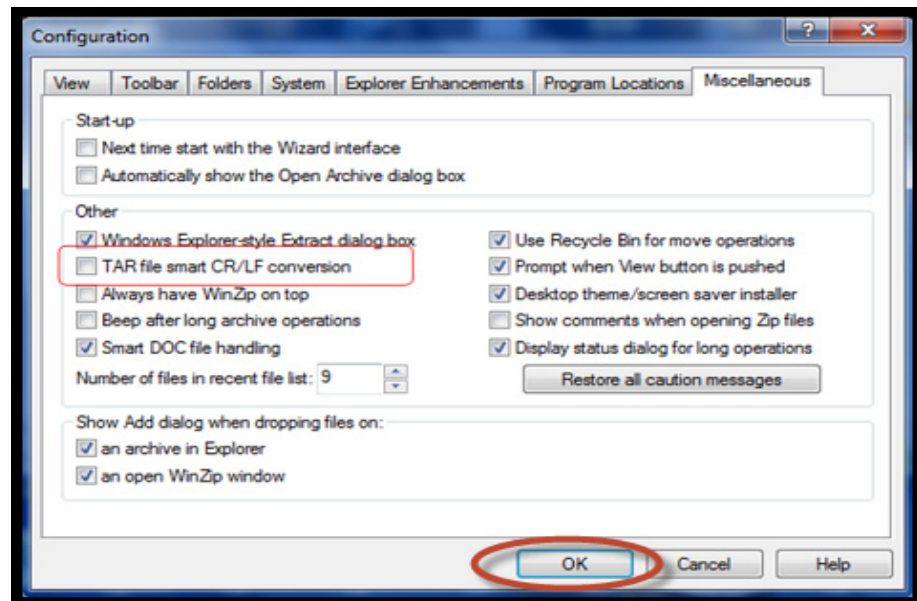 Configuration
View Toolbar Folders System Explorer Enhancements Program Locations Miscellaneous
Start-up
Next time start with the Wizard interface
Automatically show the Open Archive dialog box
Other
Windows Explorer-style Extract dialog box
TAR file smart CR/LF conversion
Always have WinZip on top
Beep after long archive operations
Smart DOC file handling
Number of files in recent file list: 9
Use Recycle Bin for move operations
Prompt when View button is pushed
Desktop theme/screen saver installer
Show comments when opening Zip files
Display status dialog for long operations
Restore all caution messages
Show Add dialog when dropping files on:
an archive in Explorer
an open WinZip window
OK Cancel Help